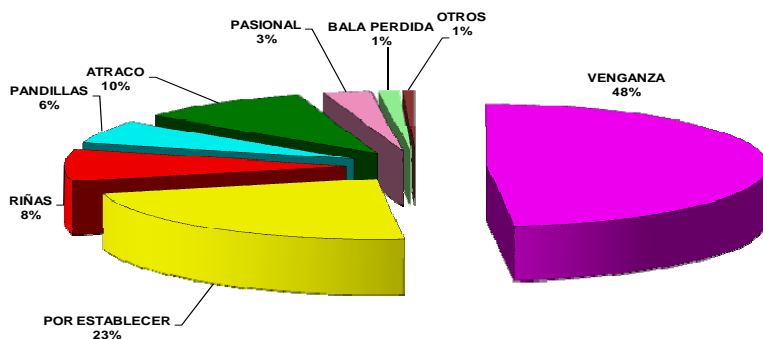 OTROS
1%
BALA PERDIDA
1%
PASIONAL
3%
VENGANZA
48%
ATRACO
10%
PANDILLAS
6%
RIÑAS
8%
POR ESTABLECER
23%